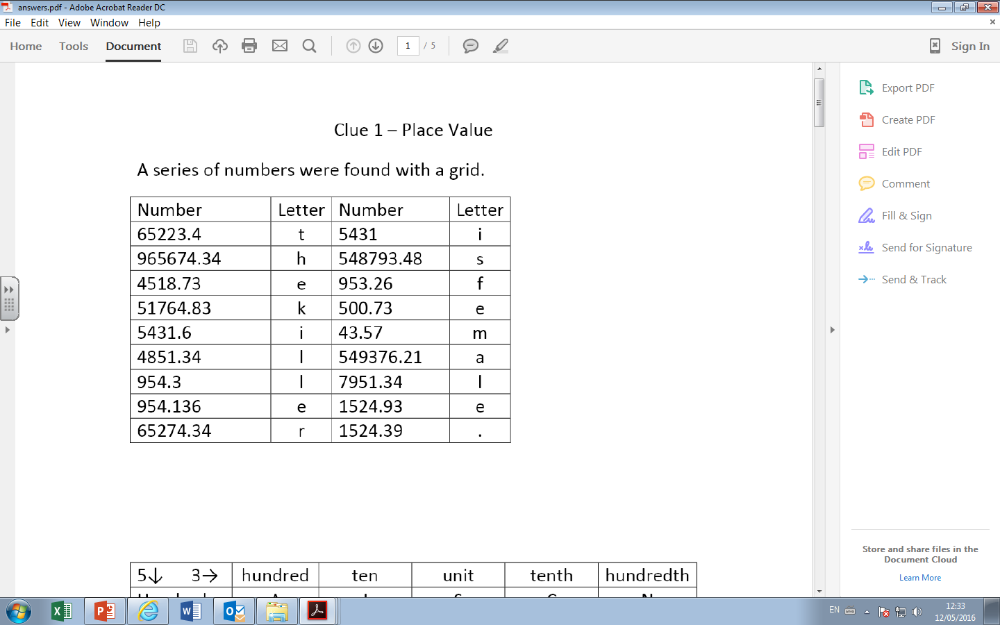 answers.pdf - Adobe Acrobat Reader DC
File Edit View Window Help
Home Tools Document 1 / 5 Sign In
Clue 1 – Place Value
A series of numbers were found with a grid.
Number Letter Number Letter
65223.4 t 5431 i
965674.34 h 548793.48 s
4518.73 e 953.26 f
51764.83 k 500.73 e
5431.6 i 43.57 m
4851.34 l 549376.21 a
954.3 l 7951.34 l
954.136 e 1524.93 e
65274.34 r 1524.39 .
5↓ 3→ hundred ten unit tenth hundredth
Export PDF
Create PDF
Edit PDF
Comment
Fill & Sign
Send for Signature
Send & Track
Store and share files in the
Document Cloud
Learn More
EN 12:33
12/05/2016